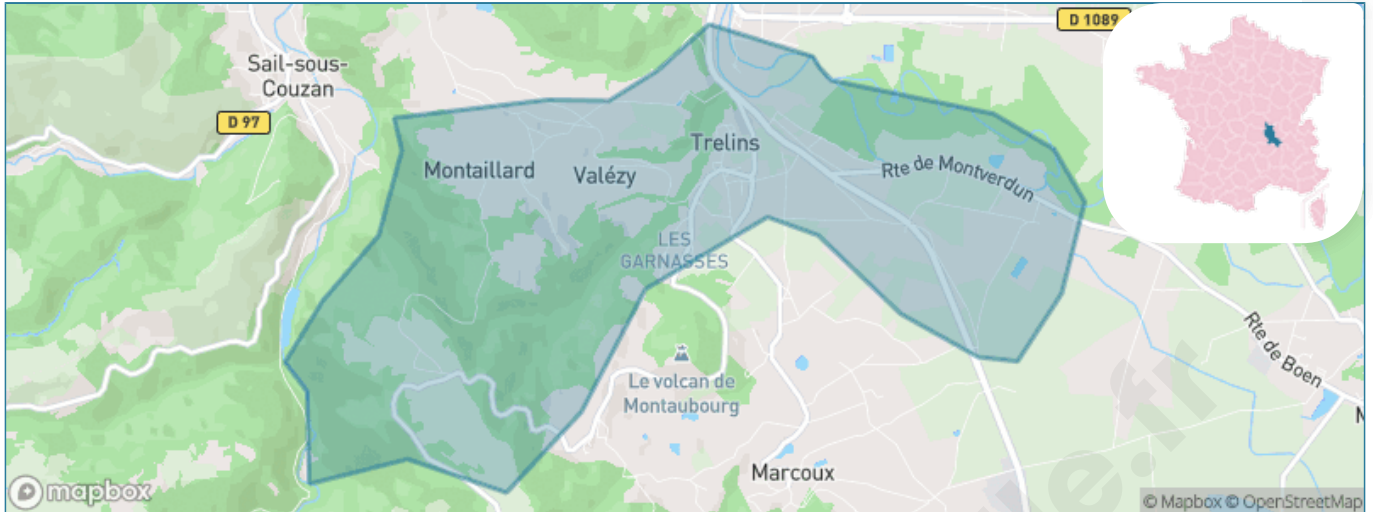 D 1089
Sail-sous-
Couzan
D 97
Trelins
Montaillard
Valézy
Rte de Montverdun
LES
GARNASSES
Le volcan de
Montaubourg
Rte de Boen
Marcoux
M
mapbox
© Mapbox © OpenStreetMap